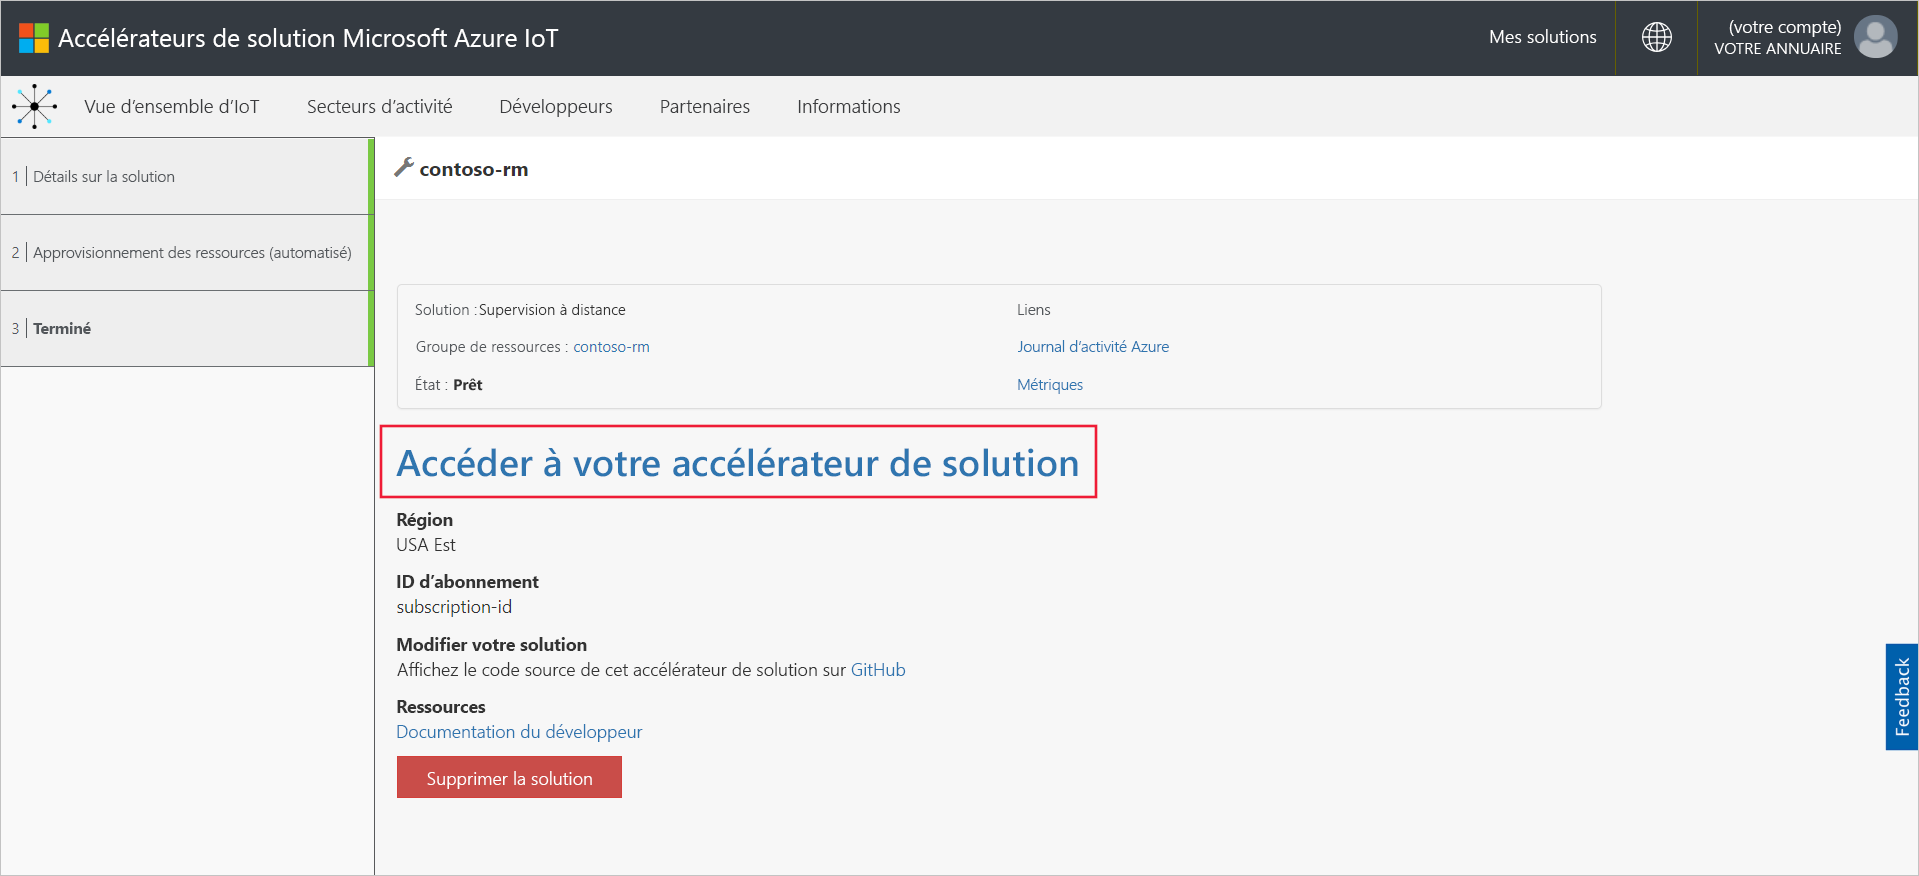 Accélérateurs de solution Microsoft Azure IoT
Mes solutions
(votre compte)
VOTRE ANNUAIRE
Vue d’ensemble d’IoT
Secteurs d’activité
Développeurs
Partenaires
Informations
1 | Détails sur la solution
2 | Approvisionnement des ressources (automatisé)
3 | Terminé
contoso-rm
Solution :Supervision à distance
Groupe de ressources : contoso-rm
État : Prêt
Liens
Journal d’activité Azure
Métriques
Accéder à votre accélérateur de solution
Région
USA Est
ID d’abonnement
subscription-id
Modifier votre solution
Affichez le code source de cet accélérateur de solution sur GitHub
Ressources
Documentation du développeur
Supprimer la solution
Feedback